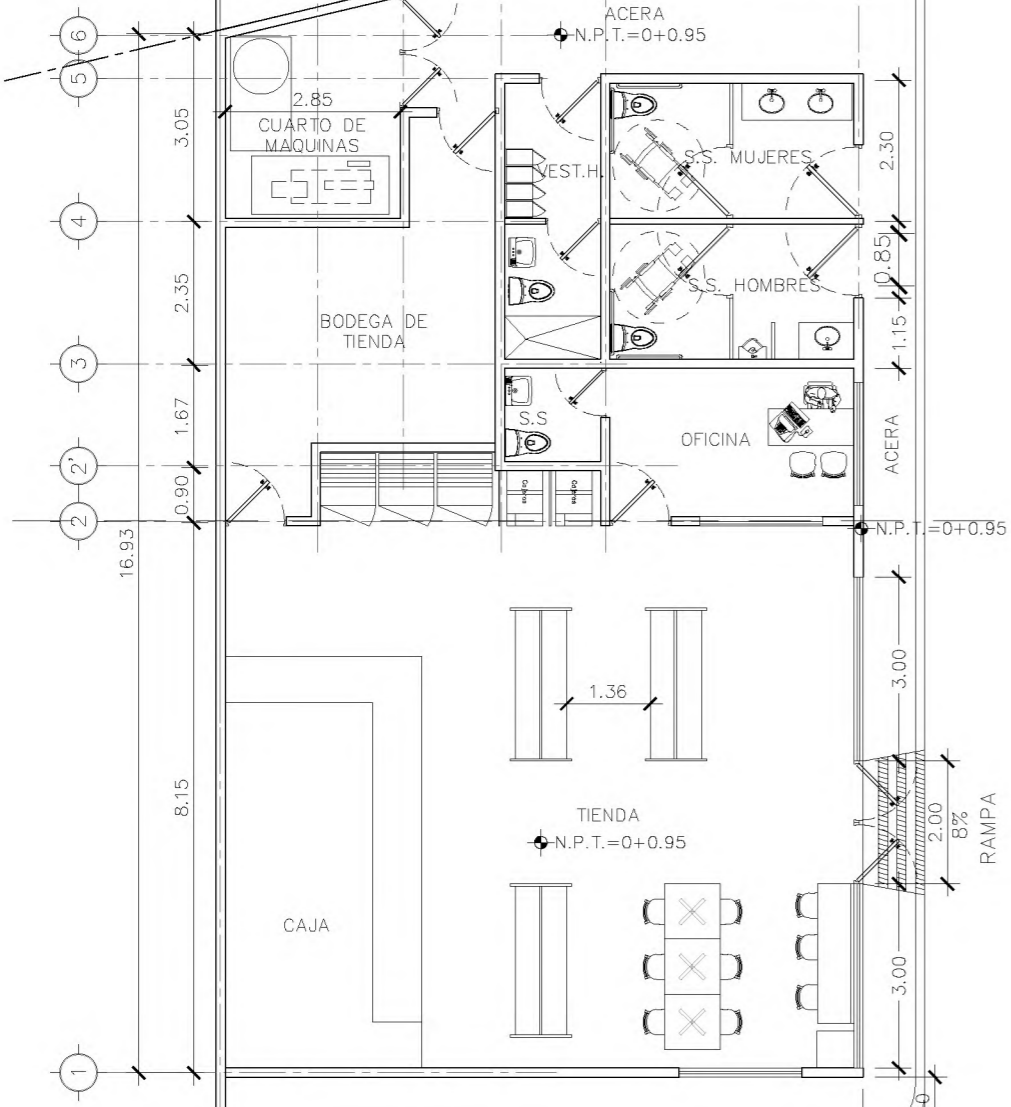 ACERA
N.P.T.=0+0.95
6
5
2.85
CUARTO DE
MAQUINAS
3.05
VEST.H.
S.S. MUJERES
2.30
4
0.85
S.S. HOMBRES
2.35
BODEGA DE
TIENDA
1.15
3
1.67
S.S
OFICINA
ACERA
2'
0.90
Cajeros
Cajeros
2
N.P.T.=0+0.95
16.93
3.00
1.36
8.15
TIENDA
N.P.T.=0+0.95
2.00
8%
RAMPA
CAJA
3.00
1